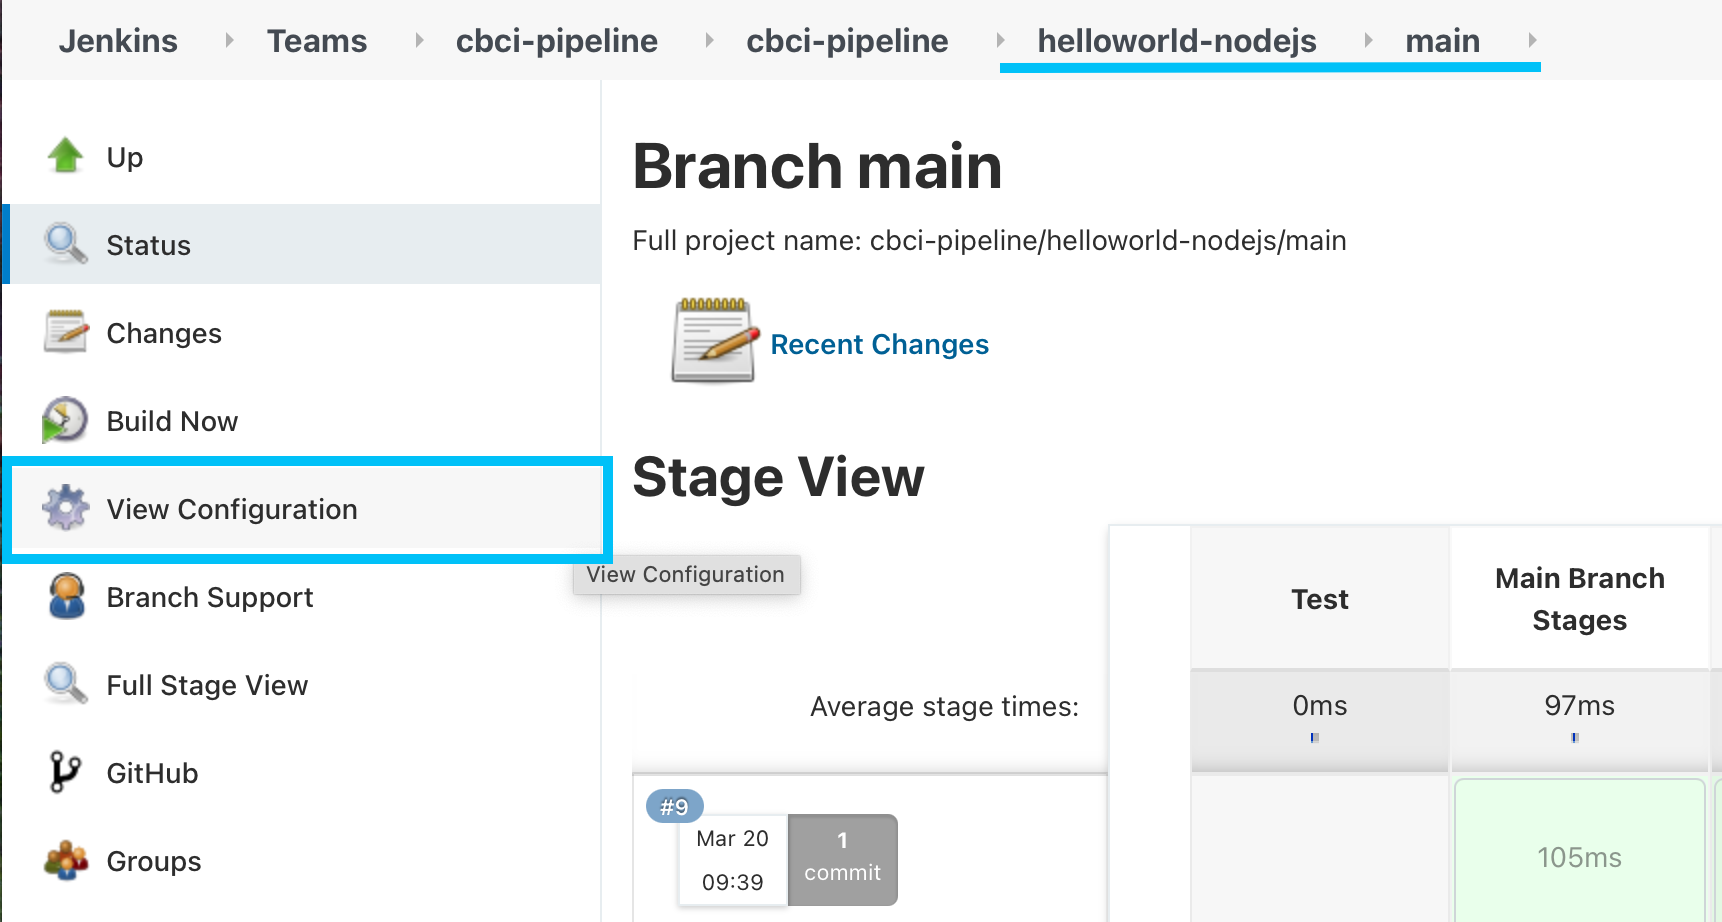 Jenkins Teams cbci-pipeline cbci-pipeline helloworld-nodejs main
Up
Status
Changes
Build Now
View Configuration
Branch Support
Full Stage View
GitHub
Groups
Branch main
Full project name: cbci-pipeline/helloworld-nodejs/main
Recent Changes
Stage View
View Configuration
Test
Main Branch
Stages
Average stage times:
0ms
97ms
#9
Mar 20
09:39
1
commit
105ms